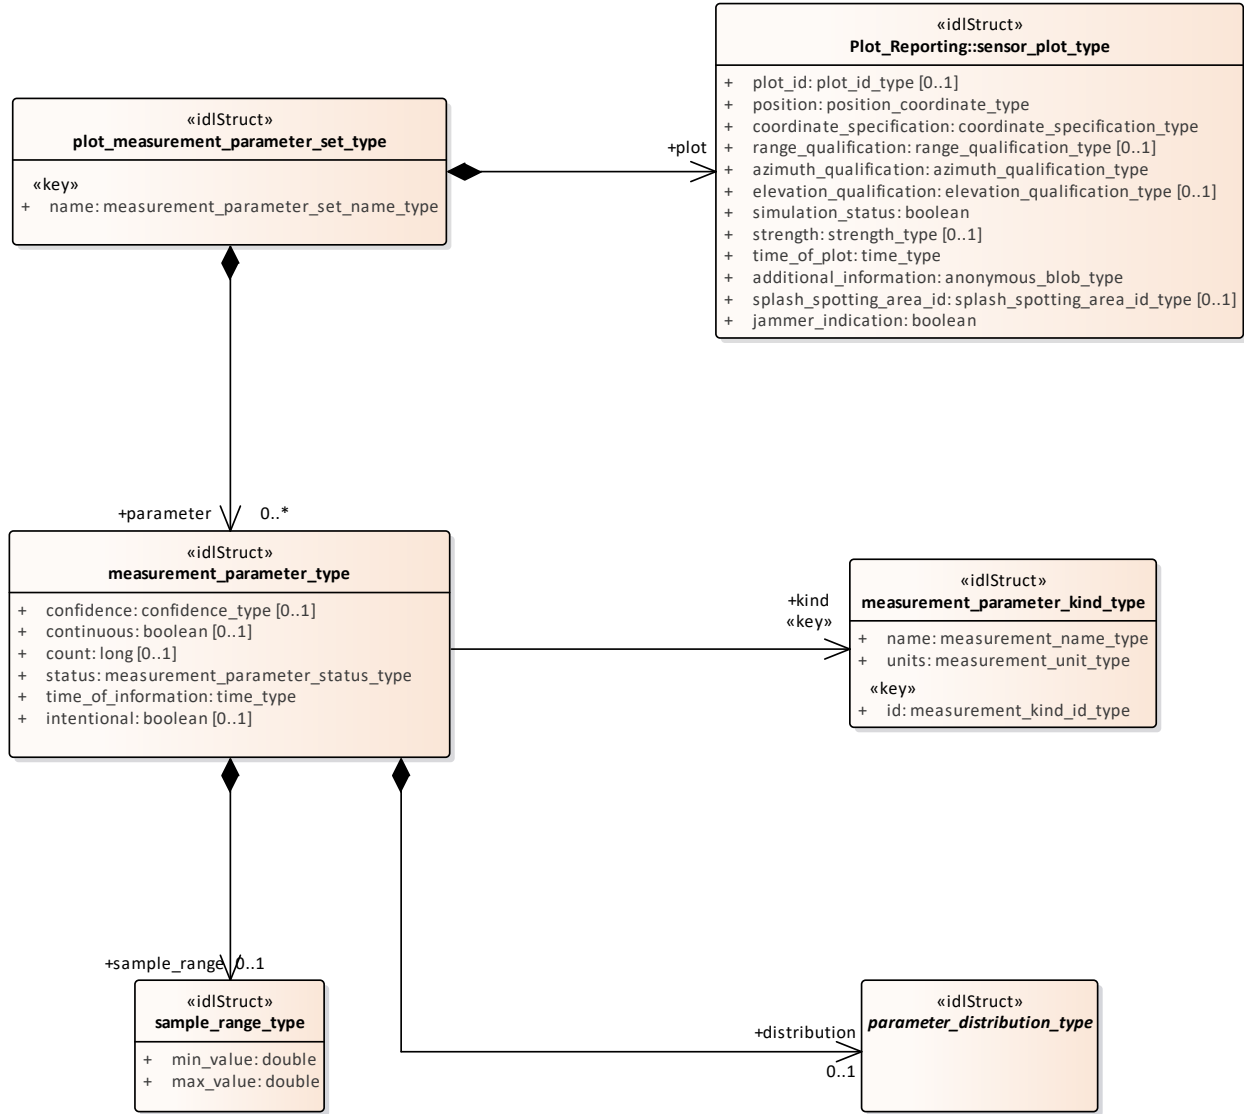 «idlStruct»
Plot_Reporting::sensor_plot_type
+ plot_id: plot_id_type [0..1]
+ position: position_coordinate_type
+ coordinate_specification: coordinate_specification_type
+ range_qualification: range_qualification_type [0..1]
+ azimuth_qualification: azimuth_qualification_type
+ elevation_qualification: elevation_qualification_type [0..1]
+ simulation_status: boolean
+ strength: strength_type [0..1]
+ time_of_plot: time_type
+ additional_information: anonymous_blob_type
+ splash_spotting_area_id: splash_spotting_area_id_type [0..1]
+ jammer_indication: boolean
«idlStruct»
plot_measurement_parameter_set_type
«key»
+ name: measurement_parameter_set_name_type
+plot
+parameter 0..*
«idlStruct»
measurement_parameter_type
+ confidence: confidence_type [0..1]
+ continuous: boolean [0..1]
+ count: long [0..1]
+ status: measurement_parameter_status_type
+ time_of_information: time_type
+ intentional: boolean [0..1]
+kind
«key»
«idlStruct»
measurement_parameter_kind_type
+ name: measurement_name_type
+ units: measurement_unit_type
«key»
+ id: measurement_kind_id_type
+sample_range 0..1
«idlStruct»
sample_range_type
+ min_value: double
+ max_value: double
+distribution
0..1
«idlStruct»
parameter_distribution_type